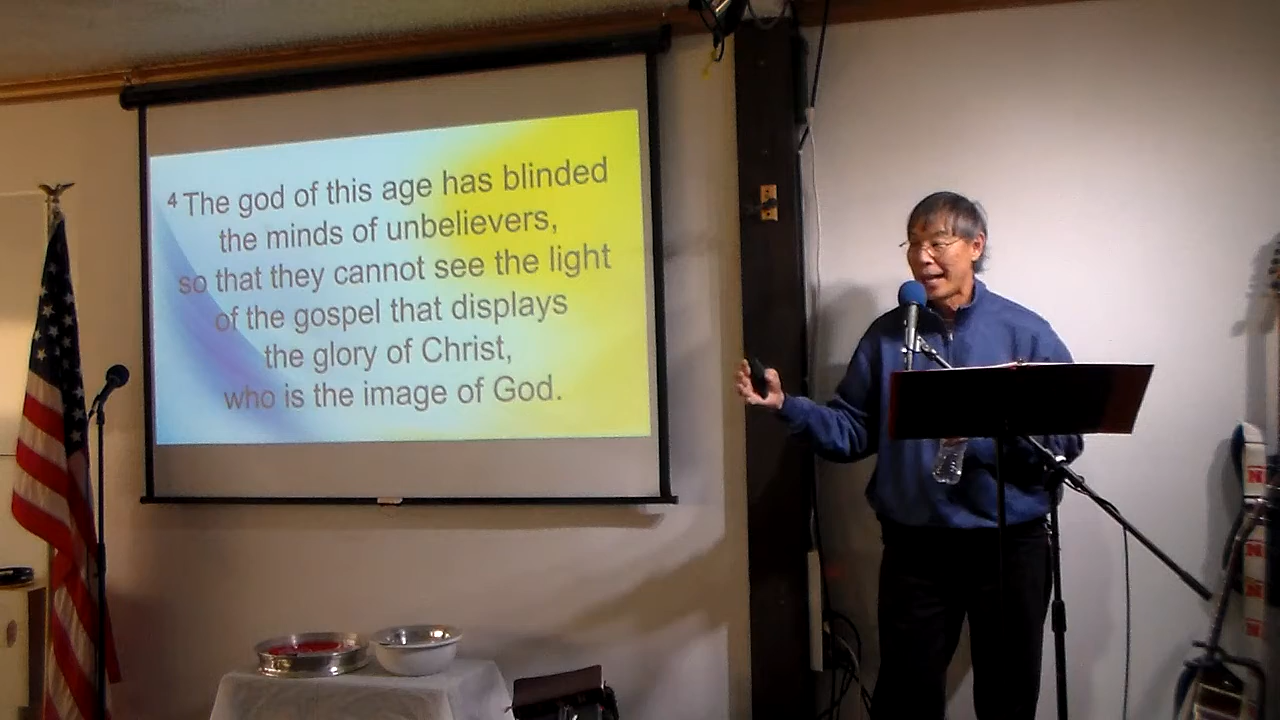 4 The god of this age has blinded
the minds of unbelievers,
so that they cannot see the light
of the gospel that displays
the glory of Christ,
who is the image of God.
N
N
N
N